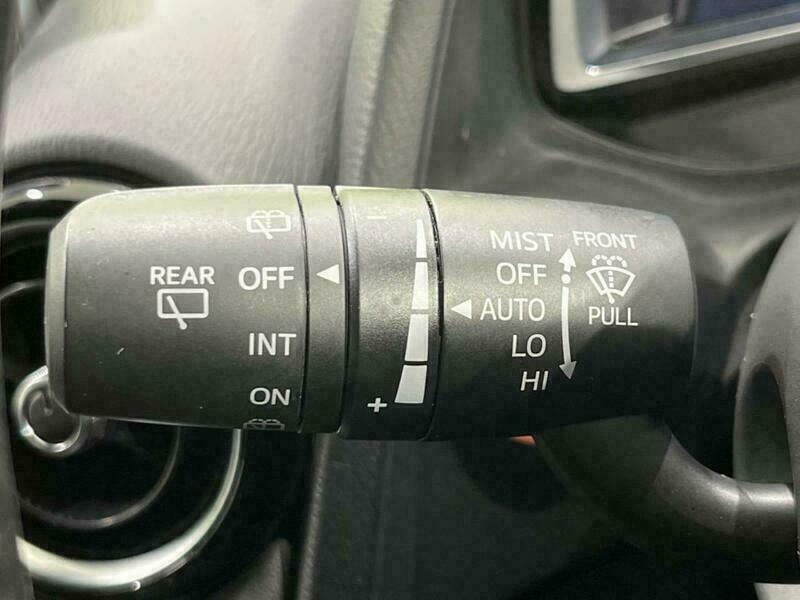 REAR
OFF
INT
ON
−
+
MIST
OFF
AUTO
LO
HI
FRONT
PULL